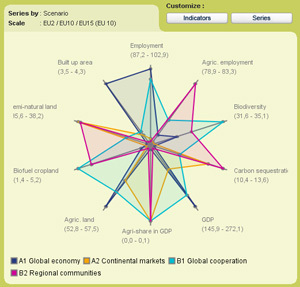 Customize :
Series by : Scenario
Scale : EU2 / EU10 / EU15 (EU 10)
Indicators
Series
Employment
(87,2 - 102,9)
Built up area
(3,5 - 4,3)
Agric. employment
(78,9 - 83,2)
emi-natural land
(15,6 - 38,2)
Biodiversity
(31,6 - 35,1)
Biofuel cropland
(1,4 - 5,2)
Carbon sequestrati
(10,4 - 13,6)
Agric. land
(52,8 - 57,5)
GDP
(145,9 - 272,1)
Agri-share in GDP
(0,0 - 0,1)
A1 Global economy
A2 Continental markets
B1 Global cooperation
B2 Regional communities